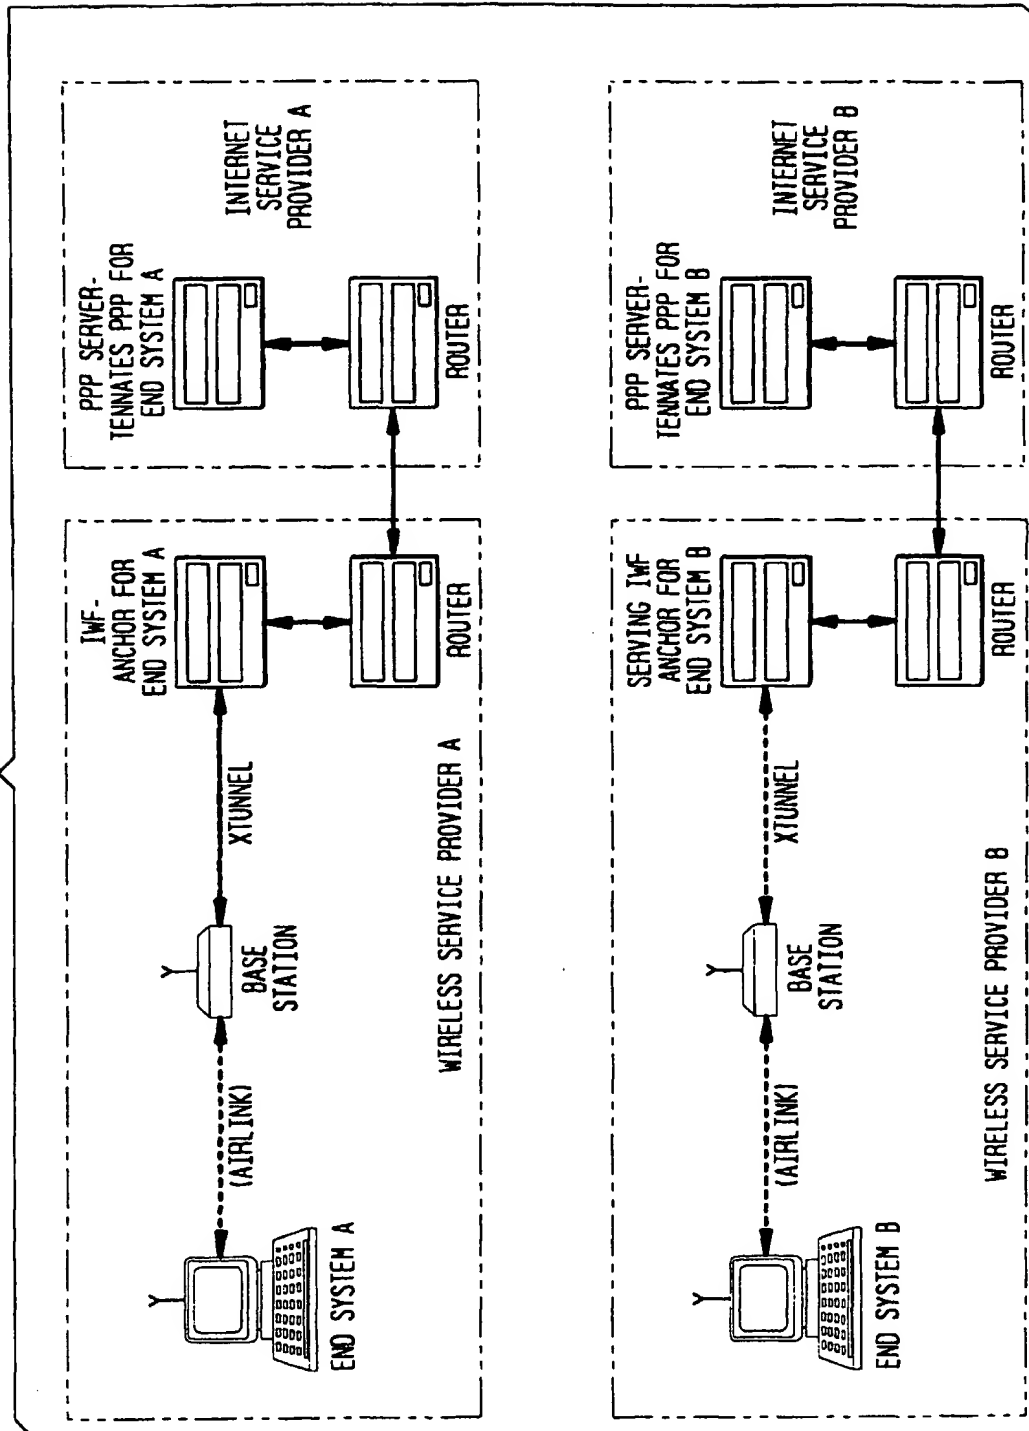 END SYSTEM A
(AIRLINK)
BASE
STATION
XTUNNEL
IWF-
ANCHOR FOR
END SYSTEM A
ROUTER
WIRELESS SERVICE PROVIDER A
PPP SERVER-
TENNATES PPP FOR
END SYSTEM A
ROUTER
INTERNET
SERVICE
PROVIDER A
END SYSTEM B
(AIRLINK)
BASE
STATION
XTUNNEL
SERVING IWF
ANCHOR FOR
END SYSTEM B
ROUTER
WIRELESS SERVICE PROVIDER B
PPP SERVER-
TENNATES PPP FOR
END SYSTEM B
ROUTER
INTERNET
SERVICE
PROVIDER B